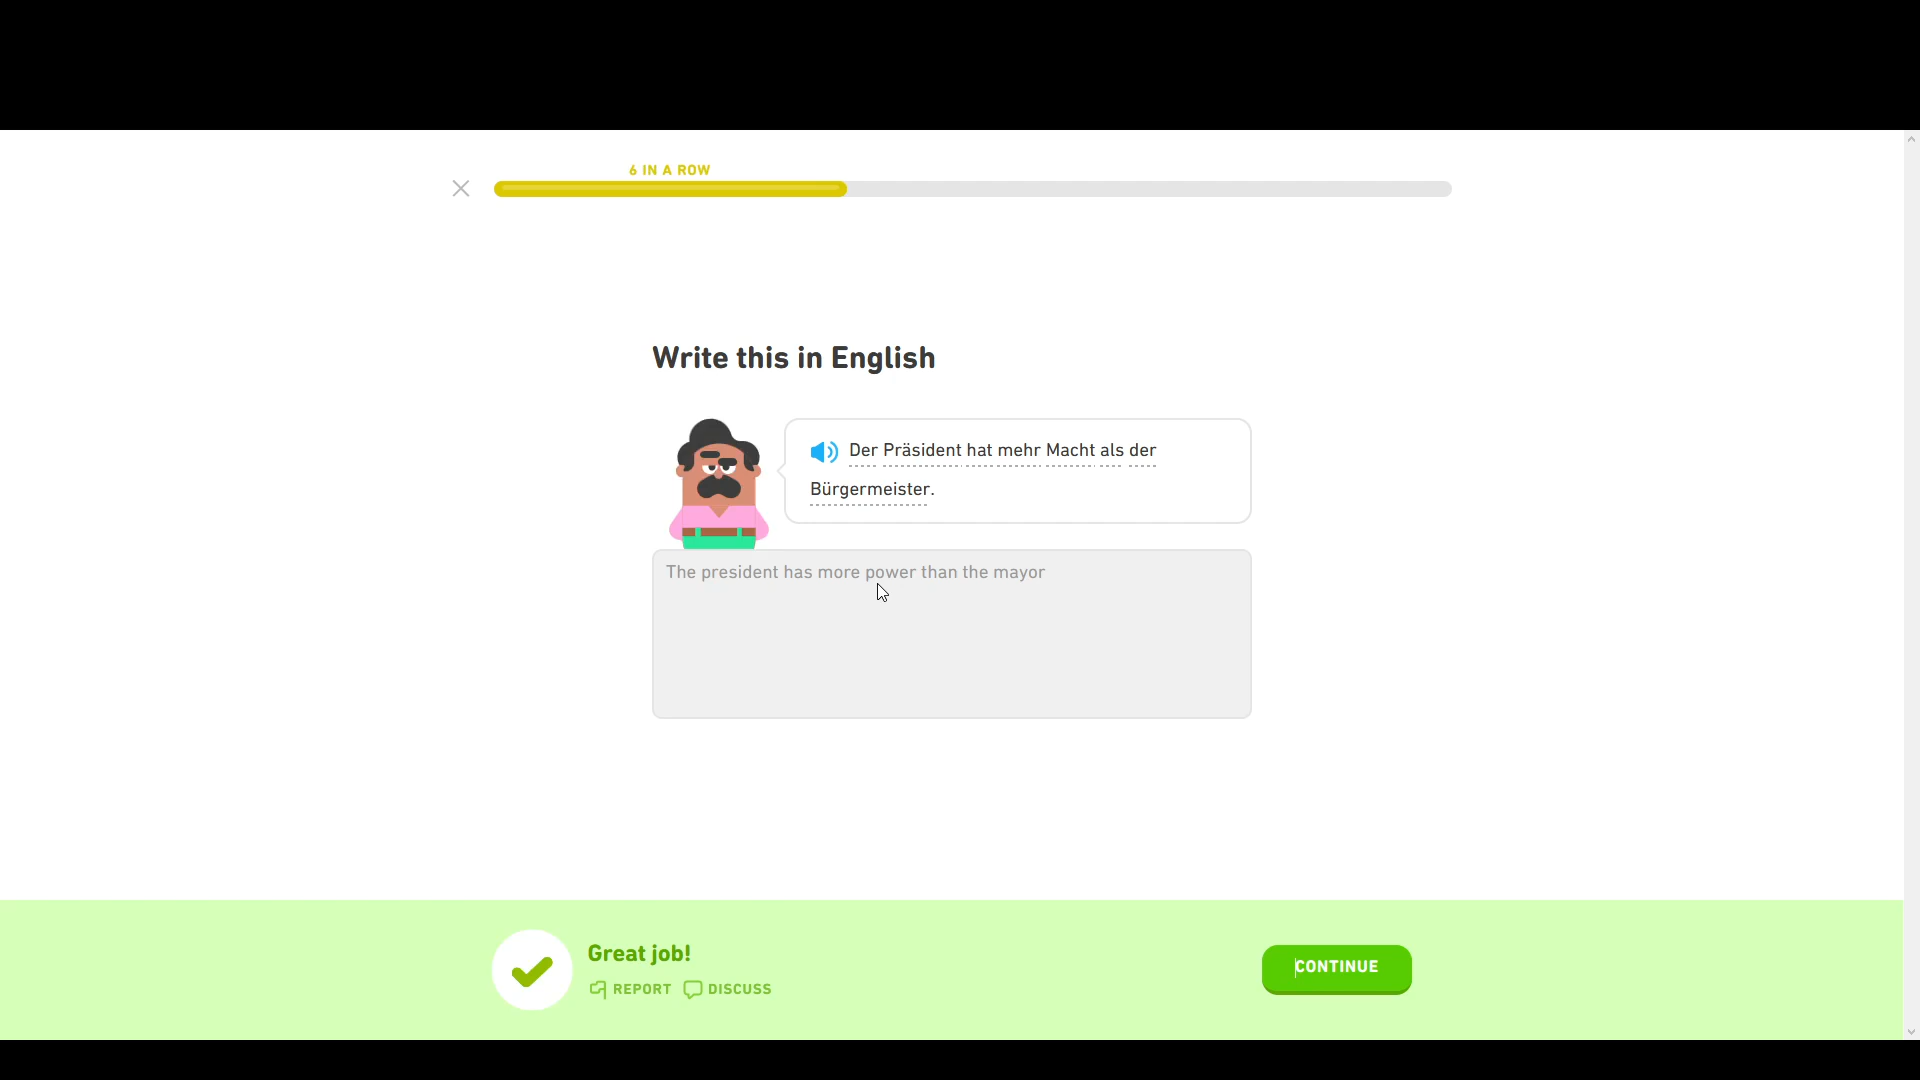 6 IN A ROW
Write this in English
Der Präsident hat mehr Macht als der
Bürgermeister.
The president has more power than the mayor
Great job!
REPORT DISCUSS
CONTINUE